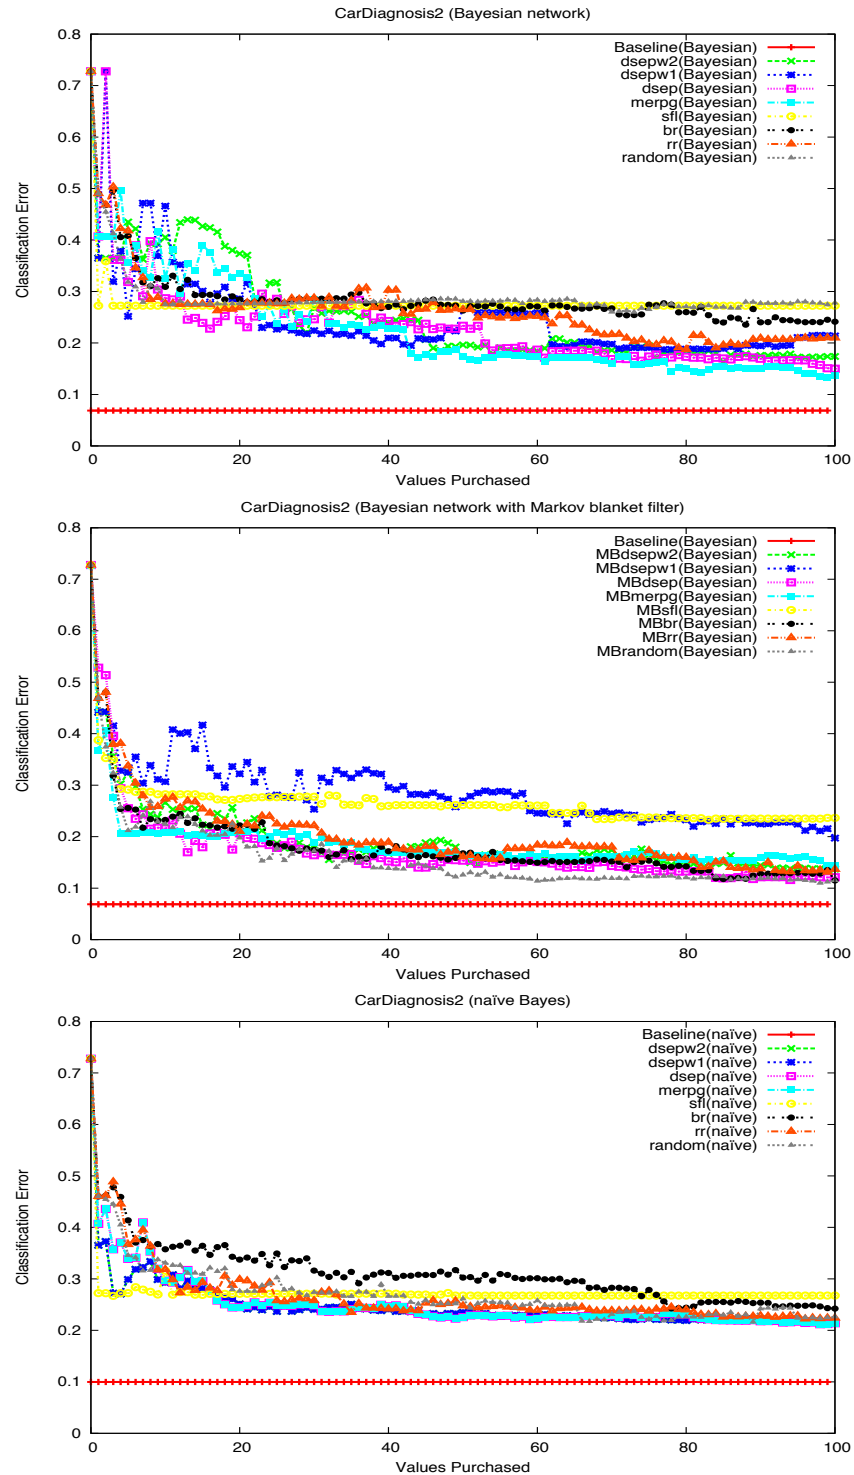 CarDiagnosis2 (Bayesian network)
0.8
0.7
0.6
0.5
0.4
0.3
0.2
0.1
0
Classification Error
Baseline(Bayesian)
dsepw2(Bayesian)
dsepw1(Bayesian)
dsep(Bayesian)
merpg(Bayesian)
sfl(Bayesian)
br(Bayesian)
rr(Bayesian)
random(Bayesian)
0 20 40 60 80 100
Values Purchased
CarDiagnosis2 (Bayesian network with Markov blanket filter)
0.8
0.7
0.6
0.5
0.4
0.3
0.2
0.1
0
Classification Error
Baseline(Bayesian)
MBdsepw2(Bayesian)
MBdsepw1(Bayesian)
MBdsep(Bayesian)
MBmerpg(Bayesian)
MBsfl(Bayesian)
MBbr(Bayesian)
MBrr(Bayesian)
MBrandom(Bayesian)
0 20 40 60 80 100
Values Purchased
CarDiagnosis2 (naïve Bayes)
0.8
0.7
0.6
0.5
0.4
0.3
0.2
0.1
0
Classification Error
Baseline(naïve)
dsepw2(naïve)
dsepw1(naïve)
dsep(naïve)
merpg(naïve)
sfl(naïve)
br(naïve)
rr(naïve)
random(naïve)
0 20 40 60 80 100
Values Purchased